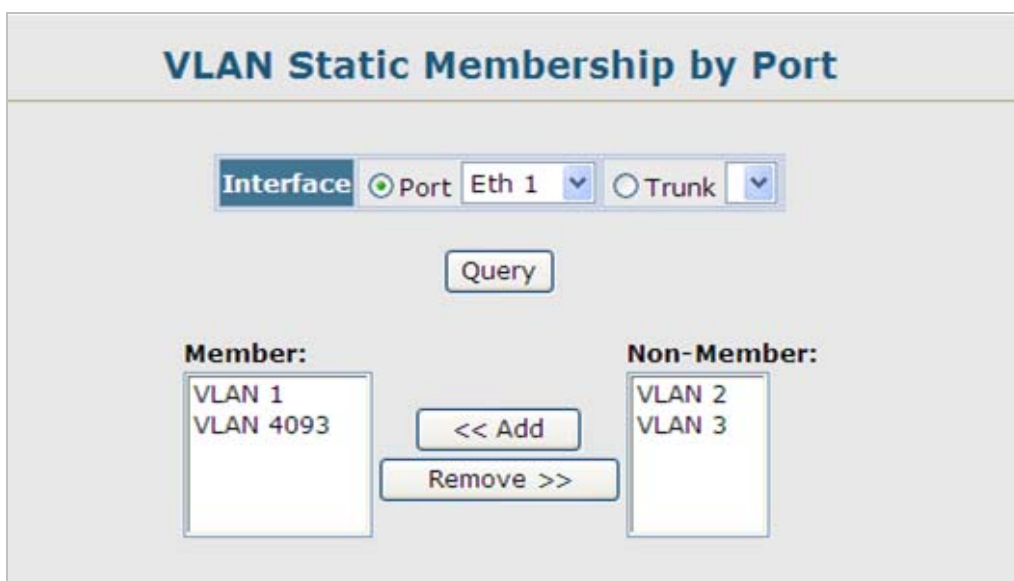 VLAN Static Membership by Port
Interface Port Eth 1 Trunk
Query
Member:
VLAN 1
VLAN 4093
<< Add
Remove >>
Non-Member:
VLAN 2
VLAN 3